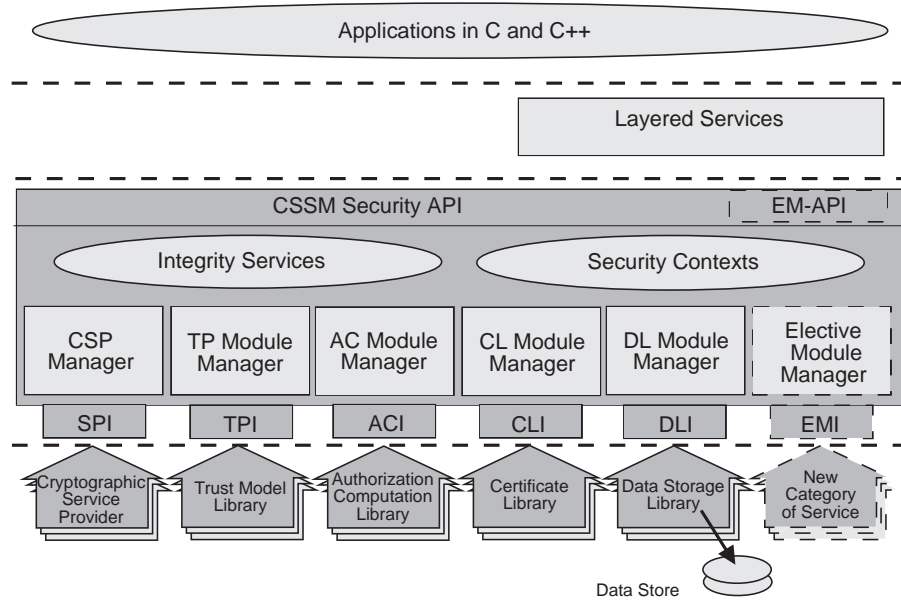 Applications in C and C++
Layered Services
CSSM Security API
EM-API
Integrity Services
Security Contexts
CSP
Manager
TP Module
Manager
AC Module
Manager
CL Module
Manager
DL Module
Manager
Elective
Module
Manager
SPI
TPI
ACI
CLI
DLI
EMI
Cryptographic
Service
Provider
Trust Model
Library
Authorization
Computation
Library
Certificate
Library
Data Storage
Library
New
Category
of Service
Data Store